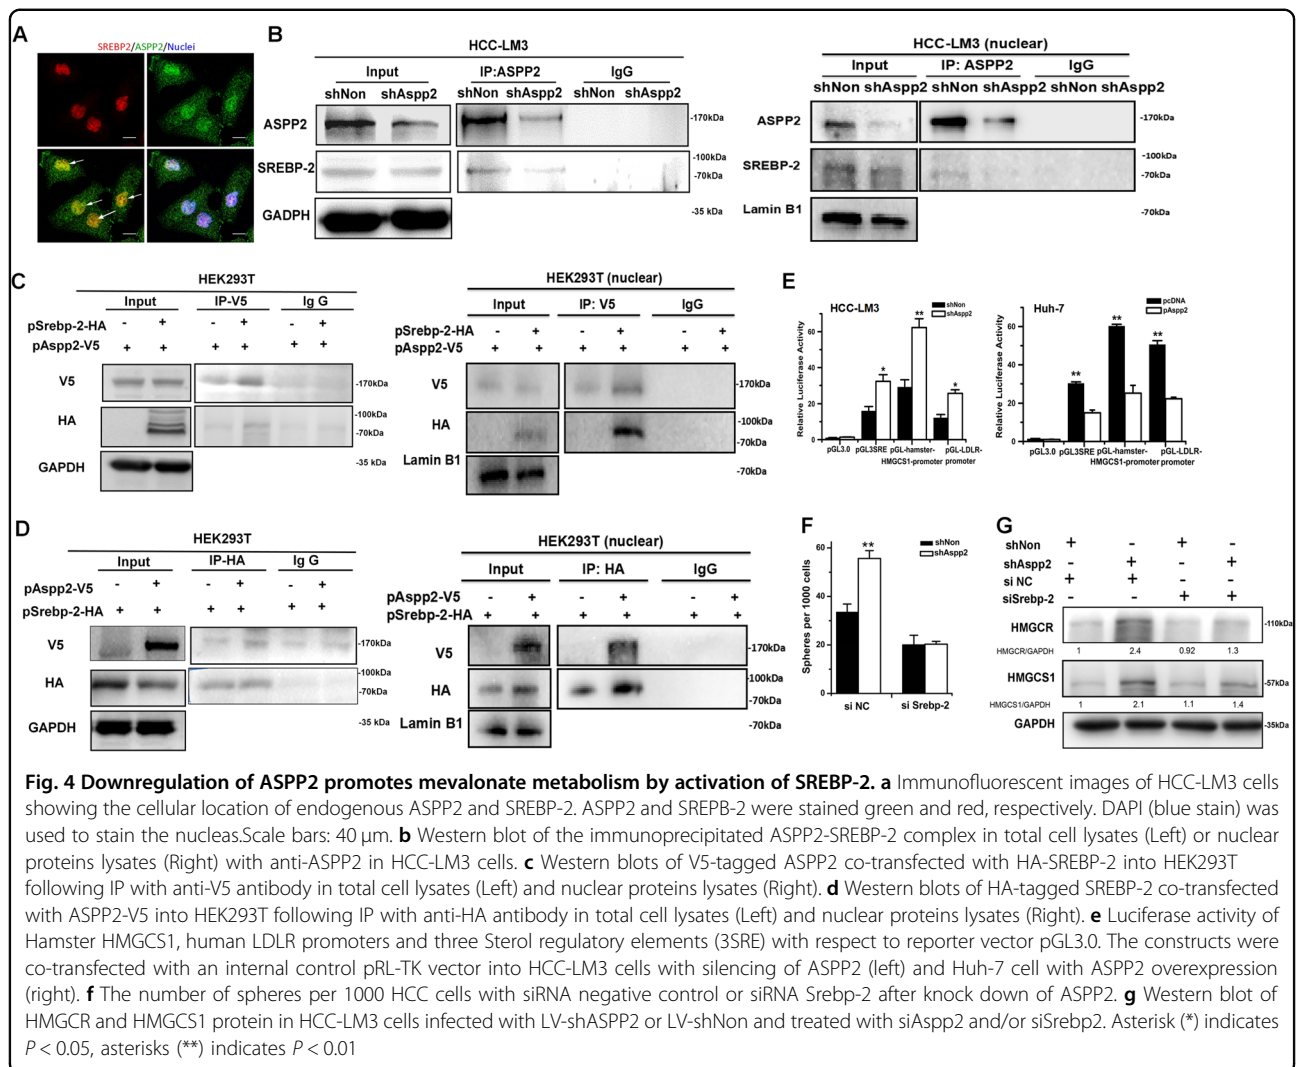 A
SREBP2/ASPP2/Nuclei
B
HCC-LM3
Input IP:ASPP2 IgG
shNon shAspp2 shNon shAspp2 shNon shAspp2
ASPP2 -170kDa
SREBP-2 -100kDa
-70kDa
GADPH -35 kDa
HCC-LM3 (nuclear)
Input IP: ASPP2 IgG
shNon shAspp2 shNon shAspp2 shNon shAspp2
ASPP2 -170kDa
SREBP-2 -100kDa
-70kDa
Lamin B1 -70kDa
C
HEK293T
Input IP-V5 Ig G
pSrebp-2-HA - + - + - +
pAspp2-V5 + + + + + +
V5 -170kDa
HA -100kDa
-70kDa
GAPDH -35 kDa
HEK293T (nuclear)
Input IP: V5 IgG
pSrebp-2-HA - + - + - +
pAspp2-V5 + + + + + +
V5 -170kDa
HA -100kDa
-70kDa
Lamin B1 -70kDa
E
HCC-LM3
shNon
shAspp2
Relative Luciferase Activity
0 20 40 60
* ** *
pGL3.0 pGL3SRE pGL-hamster- pGL-LDLR-
HMGCS1-promoter promoter
Huh-7
pcDNA
pAspp2
Relative Luciferase Activity
0 20 40 60
** ** **
pGL3.0 pGL3SRE pGL-hamster- pGL-LDLR-
HMGCS1-promoter promoter
D
HEK293T
Input IP-HA Ig G
pAspp2-V5 - + - + - +
pSrebp-2-HA + + + + + +
V5 -170kDa
HA -100kDa
-70kDa
GAPDH -35 kDa
HEK293T (nuclear)
Input IP: HA IgG
pAspp2-V5 - + - + - +
pSrebp-2-HA + + + + + +
V5 -170kDa
HA -100kDa
-70kDa
Lamin B1 -70kDa
F
shNon
shAspp2
Spheres per 1000 cells
0 20 40 60
**
si NC si Srebp-2
G
shNon + +
shAspp2 + +
si NC + +
siSrebp-2 + +
HMGCR -110kDa
HMGCR/GAPDH 1 2.4 0.92 1.3
HMGCS1 -57kDa
HMGCS1/GAPDH 1 2.1 1.1 1.4
GAPDH -35kDa
Fig. 4 Downregulation of ASPP2 promotes mevalonate metabolism by activation of SREBP-2. a Immunofluorescent images of HCC-LM3 cells
showing the cellular location of endogenous ASPP2 and SREBP-2. ASPP2 and SREPB-2 were stained green and red, respectively. DAPI (blue stain) was
used to stain the nucleas.Scale bars: 40 μm. b Western blot of the immunoprecipitated ASPP2-SREBP-2 complex in total cell lysates (Left) or nuclear
proteins lysates (Right) with anti-ASPP2 in HCC-LM3 cells. c Western blots of V5-tagged ASPP2 co-transfected with HA-SREBP-2 into HEK293T
following IP with anti-V5 antibody in total cell lysates (Left) and nuclear proteins lysates (Right). d Western blots of HA-tagged SREBP-2 co-transfected
with ASPP2-V5 into HEK293T following IP with anti-HA antibody in total cell lysates (Left) and nuclear proteins lysates (Right). e Luciferase activity of
Hamster HMGCS1, human LDLR promoters and three Sterol regulatory elements (3SRE) with respect to reporter vector pGL3.0. The constructs were
co-transfected with an internal control pRL-TK vector into HCC-LM3 cells with silencing of ASPP2 (left) and Huh-7 cell with ASPP2 overexpression
(right). f The number of spheres per 1000 HCC cells with siRNA negative control or siRNA Srebp-2 after knock down of ASPP2. g Western blot of
HMGCR and HMGCS1 protein in HCC-LM3 cells infected with LV-shASPP2 or LV-shNon and treated with siAspp2 and/or siSrebp2. Asterisk (*) indicates
P < 0.05, asterisks (**) indicates P < 0.01